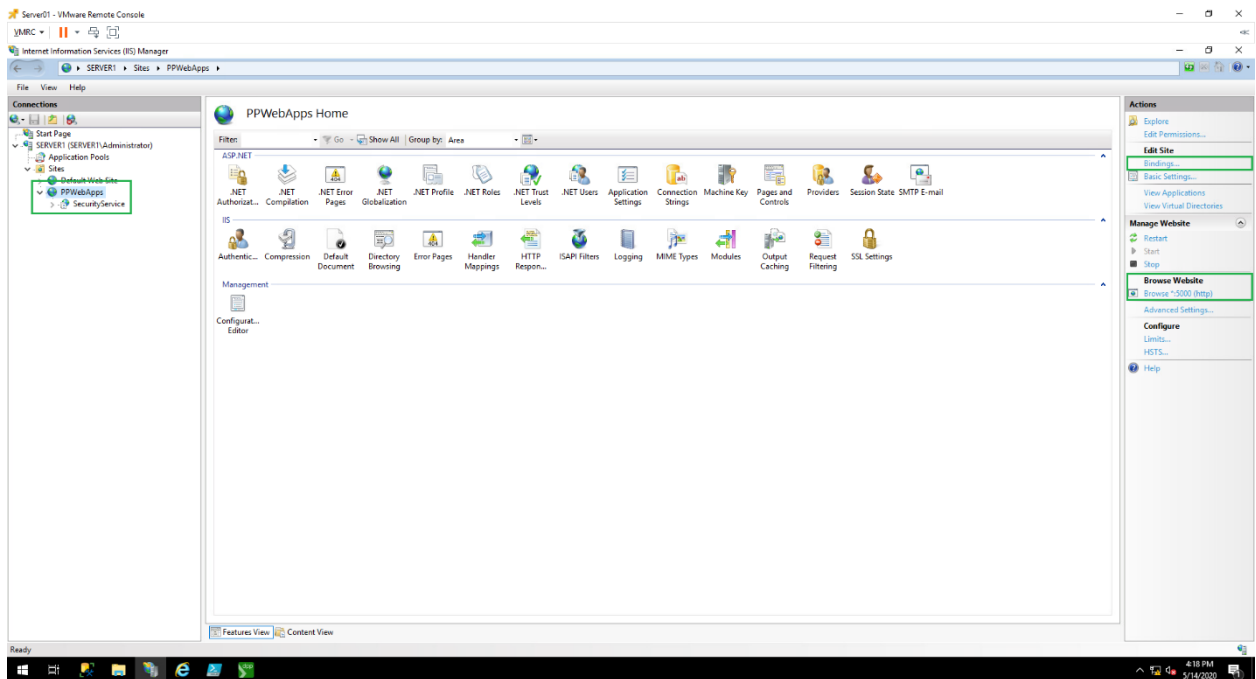 Server01 - VMware Remote Console
VMRC
Internet Information Services (IIS) Manager
SERVER1 Sites PPWebApps
File View Help
Connections
Start Page
SERVER1 (SERVER1\Administrator)
Application Pools
Sites
Default Web Site
PPWebApps
SecurityService
PPWebApps Home
Filter: Go Show All Group by: Area
ASP.NET
.NET Authorizat...
.NET Compilation
.NET Error Pages
.NET Globalization
.NET Profile
.NET Roles
.NET Trust Levels
.NET Users
Application Settings
Connection Strings
Machine Key
Pages and Controls
Providers
Session State
SMTP E-mail
IIS
Authentic...
Compression
Default Document
Directory Browsing
Error Pages
Handler Mappings
HTTP Respon...
ISAPI Filters
Logging
MIME Types
Modules
Output Caching
Request Filtering
SSL Settings
Management
Configurat... Editor
Features View Content View
Ready
Actions
Explore
Edit Permissions...
Edit Site
Bindings...
Basic Settings...
View Applications
View Virtual Directories
Manage Website
Restart
Start
Stop
Browse Website
Browse *:5000 (http)
Advanced Settings...
Configure
Limits...
HSTS...
Help
4:18 PM
5/14/2020